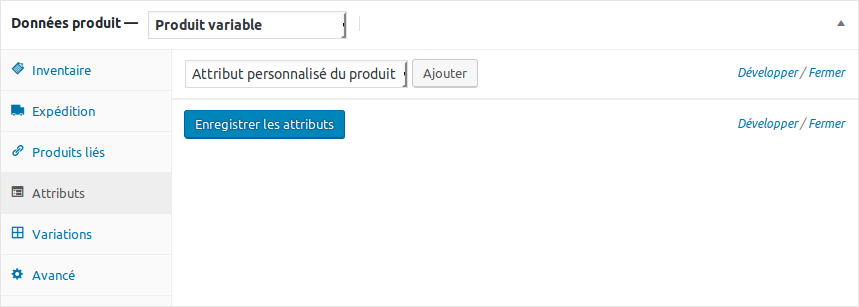 Données produit — Produit variable
Inventaire
Expédition
Produits liés
Attributs
Variations
Avancé
Attribut personnalisé du produit Ajouter Développer / Fermer
Enregistrer les attributs Développer / Fermer